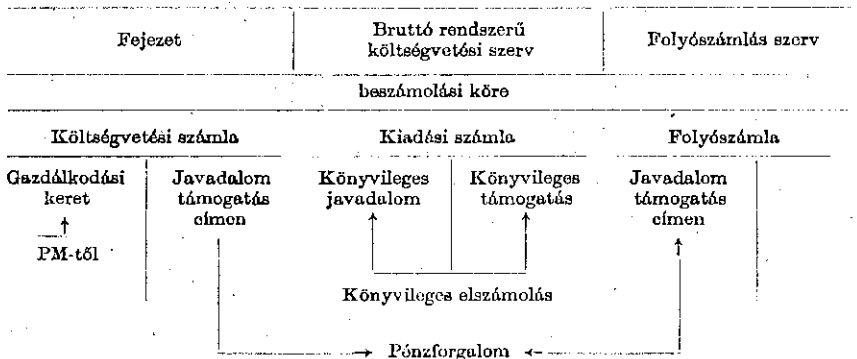 Fejezet
Bruttó rendszerű
költségvetési szerv
Folyószámlás szerv
beszámolási köre
Költségvetési számla
Kiadási számla
Folyószámla
Gazdálkodási
keret
Javadalom
támogatás
címen
Könyvileges
javadalom
Könyvileges
támogatás
Javadalom
támogatás
címen
PM-től
Könyvileges elszámolás
Pénzforgalom